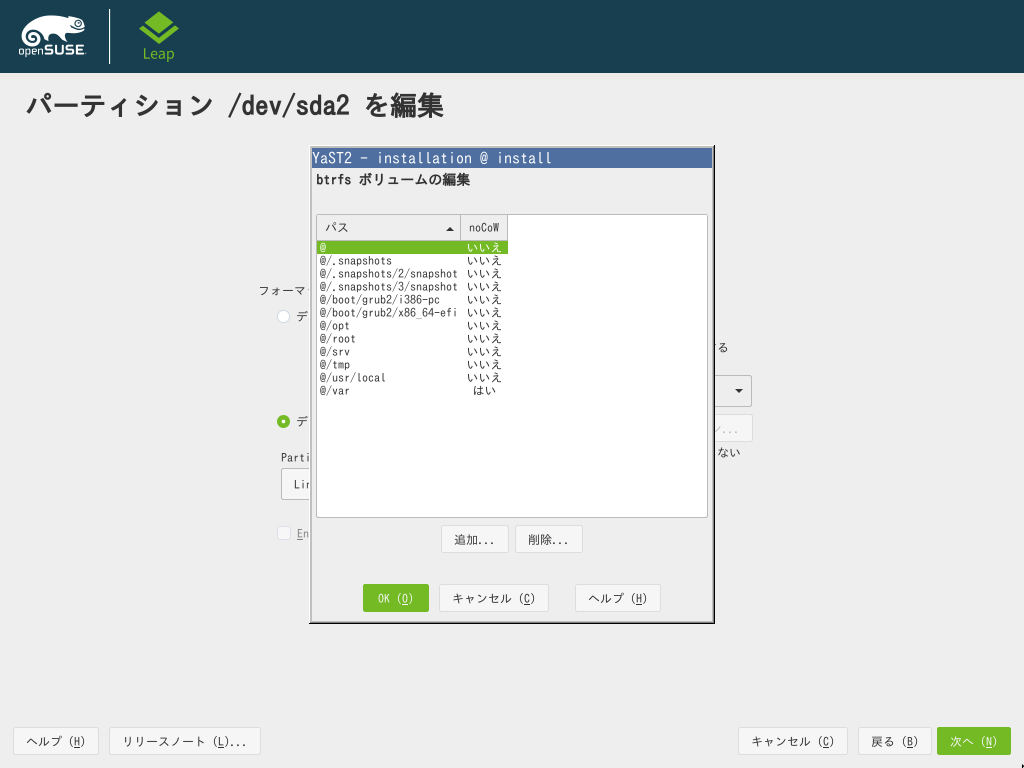 openSUSE
Leap
パーティション /dev/sda2 を編集
YaST2 - installation @ install
btrfs ボリュームの編集
パス noCoW
@ いいえ
@/.snapshots いいえ
@/.snapshots/2/snapshot いいえ
@/.snapshots/3/snapshot いいえ
@/boot/grub2/i386-pc いいえ
@/boot/grub2/x86_64-efi いいえ
@/opt いいえ
@/root いいえ
@/srv いいえ
@/tmp いいえ
@/usr/local いいえ
@/var はい
フォーマッ
デ
する
デ
ン...
ない
Parti
Lin
En
追加... 削除...
OK (O) キャンセル (C) ヘルプ (H)
ヘルプ (H) リリースノート (L)... キャンセル (C) 戻る (B) 次へ (N)